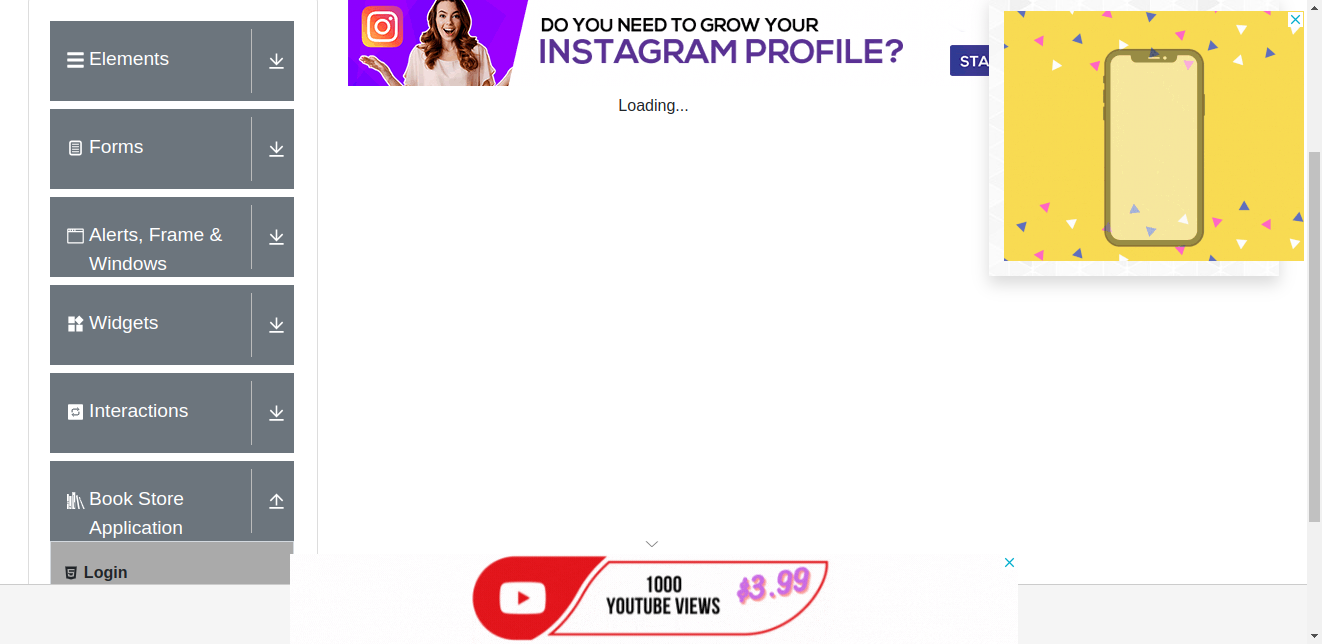 Elements
Forms
Alerts, Frame &
Windows
Widgets
Interactions
Book Store
Application
Login
DO YOU NEED TO GROW YOUR
INSTAGRAM PROFILE?
STA
Loading...
1000
YOUTUBE VIEWS
$3.99